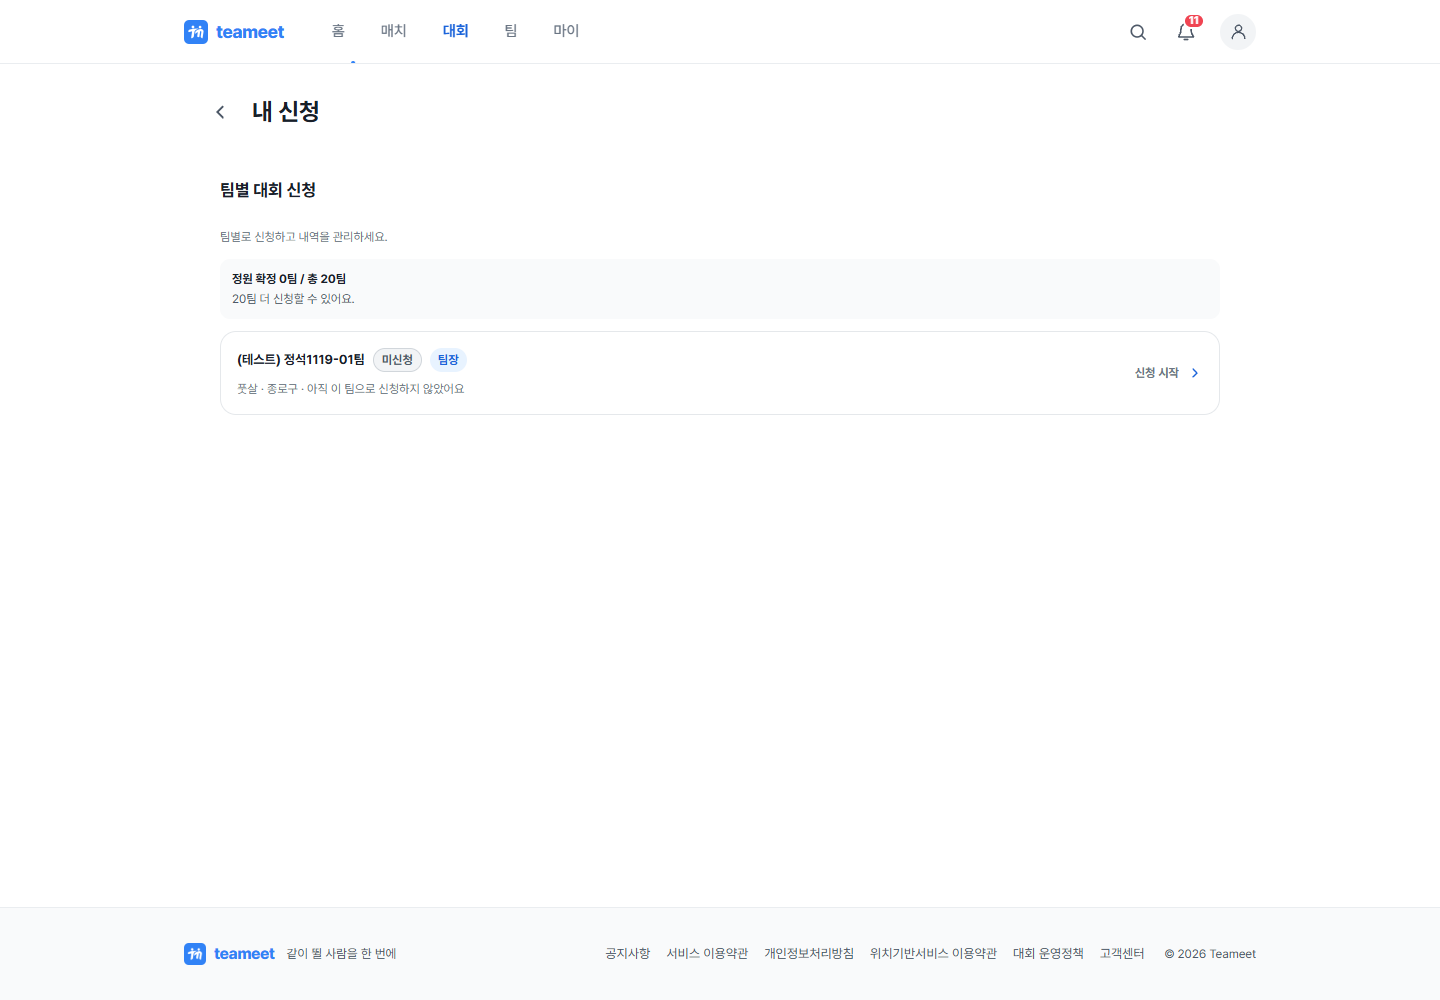 teameet 홈 매치 대회 팀 마이 11
내 신청
팀별 대회 신청
팀별로 신청하고 내역을 관리하세요.
정원 확정 0팀 / 총 20팀
20팀 더 신청할 수 있어요.
(테스트) 정석1119-01팀 미신청 팀장
풋살 · 종로구 · 아직 이 팀으로 신청하지 않았어요
신청 시작
teameet 같이 뛸 사람을 한 번에 공지사항 서비스 이용약관 개인정보처리방침 위치기반서비스 이용약관 대회 운영정책 고객센터 © 2026 Teameet